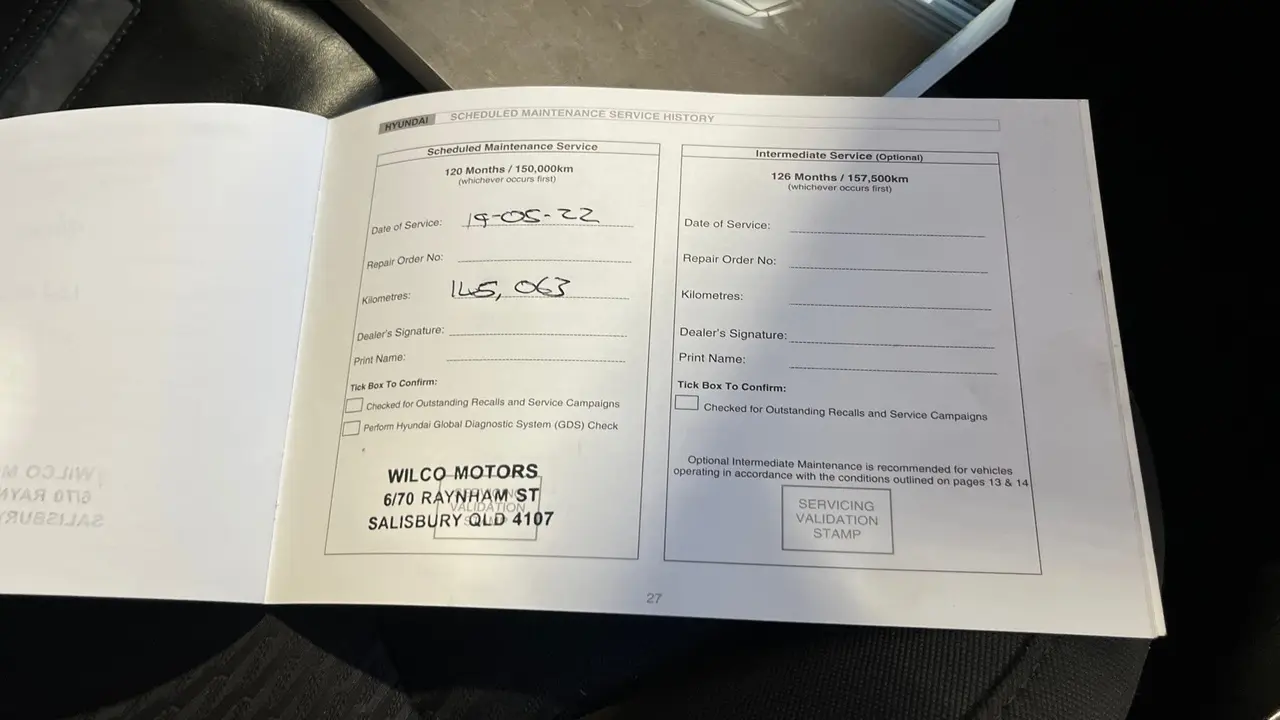 HYUNDAI SCHEDULED MAINTENANCE SERVICE HISTORY
Scheduled Maintenance Service
120 Months / 150,000km
(whichever occurs first)
Date of Service: 19-05-22
Repair Order No:
Kilometres: 145,063
Dealer's Signature:
Print Name:
Tick Box To Confirm:
Checked for Outstanding Recalls and Service Campaigns
Perform Hyundai Global Diagnostic System (GDS) Check
WILCO MOTORS
6/70 RAYNHAM ST
SALISBURY QLD 4107
VALIDATION
Intermediate Service (Optional)
126 Months / 157,500km
(whichever occurs first)
Date of Service:
Repair Order No:
Kilometres:
Dealer's Signature:
Print Name:
Tick Box To Confirm:
Checked for Outstanding Recalls and Service Campaigns
Optional Intermediate Maintenance is recommended for vehicles
operating in accordance with the conditions outlined on pages 13 & 14
SERVICING
VALIDATION
STAMP
27